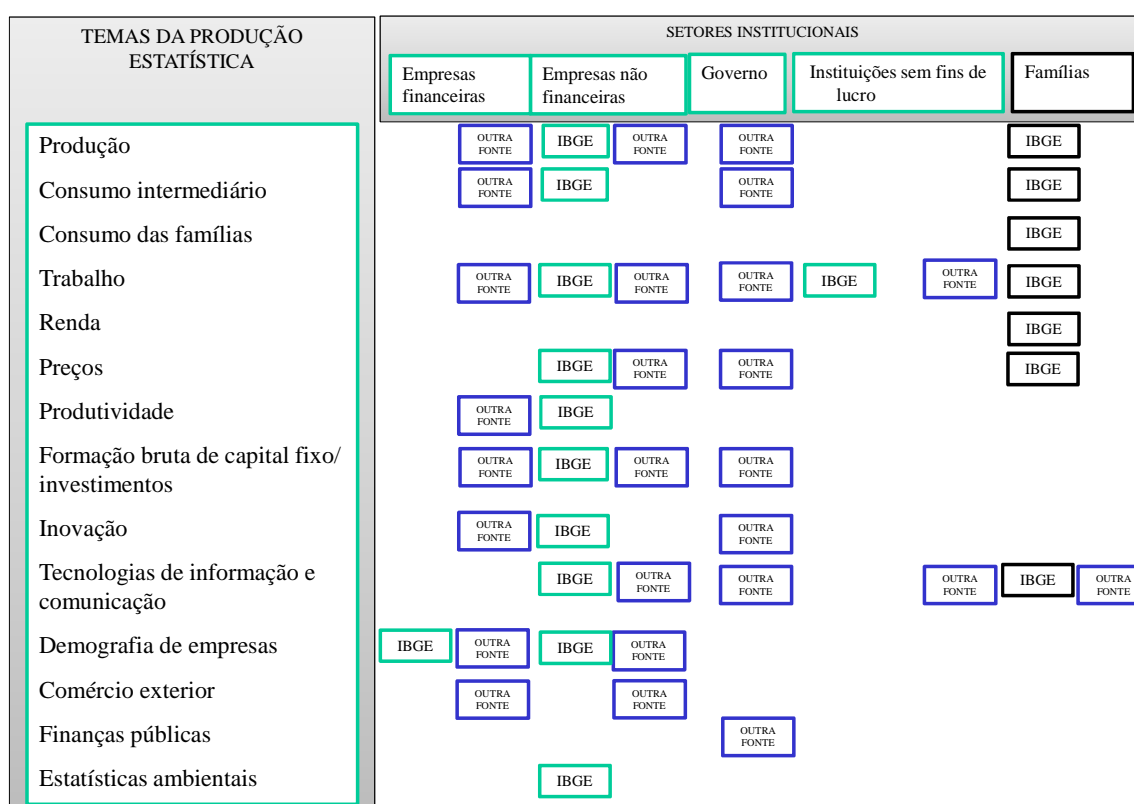 TEMAS DA PRODUÇÃO
ESTATÍSTICA
SETORES INSTITUCIONAIS
Empresas
financeiras
Empresas não
financeiras
Governo
Instituições sem fins de
lucro
Famílias
Produção
OUTRA
FONTE
IBGE
OUTRA
FONTE
OUTRA
FONTE
IBGE
Consumo intermediário
OUTRA
FONTE
IBGE
OUTRA
FONTE
IBGE
Consumo das famílias
IBGE
Trabalho
OUTRA
FONTE
IBGE
OUTRA
FONTE
OUTRA
FONTE
IBGE
OUTRA
FONTE
IBGE
Renda
IBGE
Preços
IBGE
OUTRA
FONTE
OUTRA
FONTE
IBGE
Produtividade
OUTRA
FONTE
IBGE
Formação bruta de capital fixo/
investimentos
OUTRA
FONTE
IBGE
OUTRA
FONTE
OUTRA
FONTE
Inovação
OUTRA
FONTE
IBGE
OUTRA
FONTE
Tecnologias de informação e
comunicação
IBGE
OUTRA
FONTE
OUTRA
FONTE
OUTRA
FONTE
IBGE
OUTRA
FONTE
Demografia de empresas
IBGE
OUTRA
FONTE
IBGE
OUTRA
FONTE
Comércio exterior
OUTRA
FONTE
OUTRA
FONTE
Finanças públicas
OUTRA
FONTE
Estatísticas ambientais
IBGE